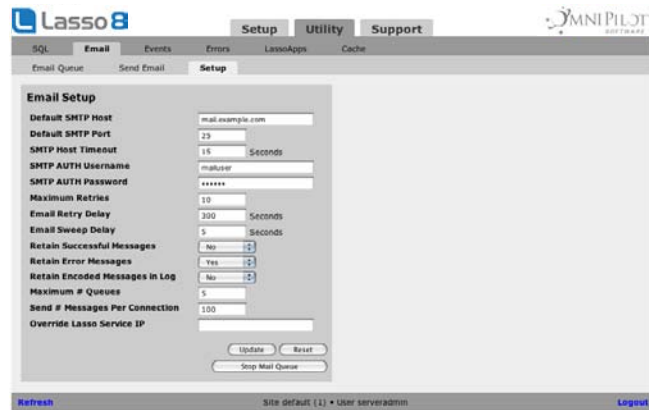 Lasso 8
Setup Utility Support
OMNIPILOT
SOFTWARE
SQL Email Events Errors LassoApps Cache
Email Queue Send Email Setup
Email Setup
Default SMTP Host mail.example.com
Default SMTP Port 25
SMTP Host Timeout 15 Seconds
SMTP AUTH Username mailuser
SMTP AUTH Password ••••••
Maximum Retries 10
Email Retry Delay 300 Seconds
Email Sweep Delay 5 Seconds
Retain Successful Messages No
Retain Error Messages Yes
Retain Encoded Messages in Log No
Maximum # Queues 5
Send # Messages Per Connection 100
Override Lasso Service IP
Update Reset
Stop Mail Queue
Refresh Site default (1) • User serveradmin Logout